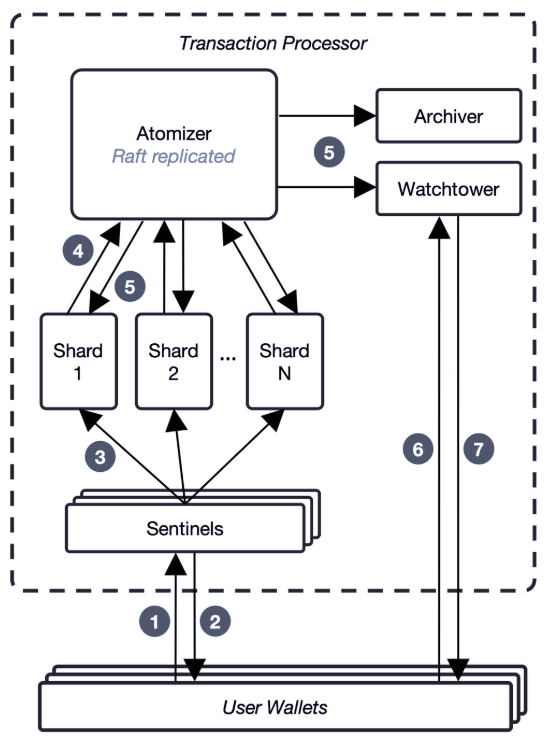 Transaction Processor
Atomizer
Raft replicated
Archiver
5
Watchtower
4
5
Shard
1
Shard
2
...
Shard
N
3
6
7
Sentinels
1
2
User Wallets